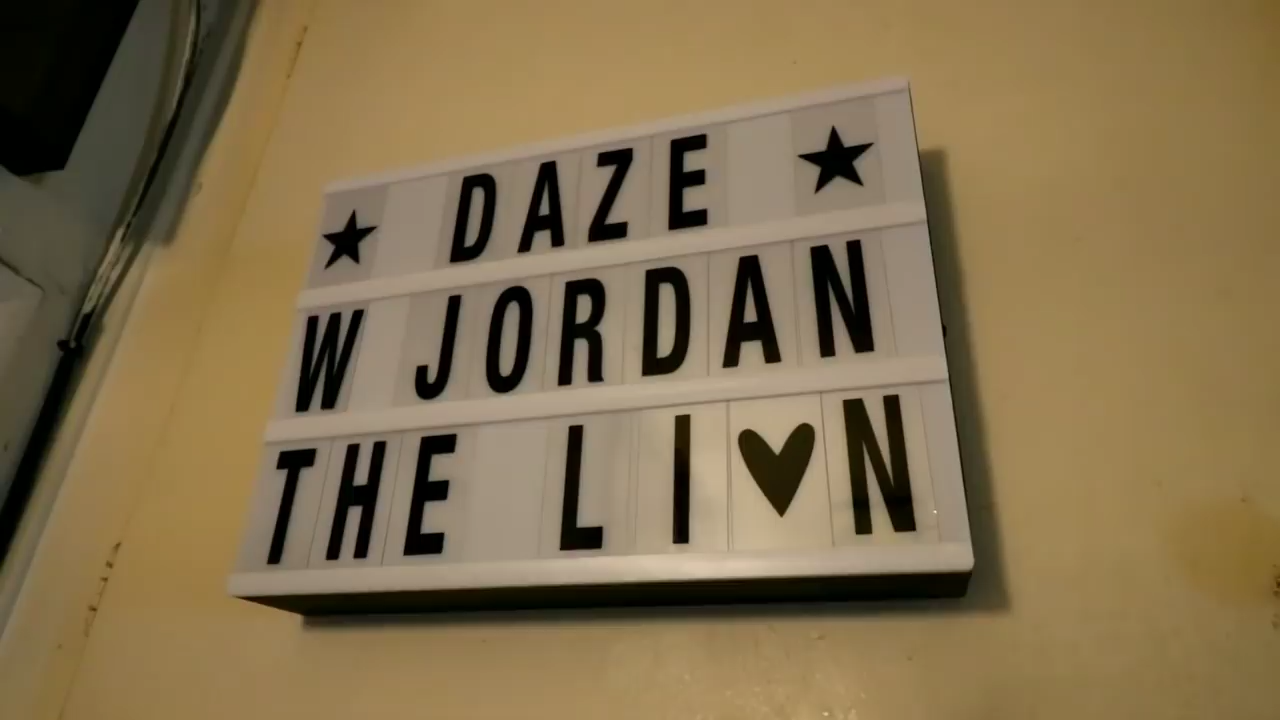 ★ DAZE ★
W JORDAN
THE LI♥N